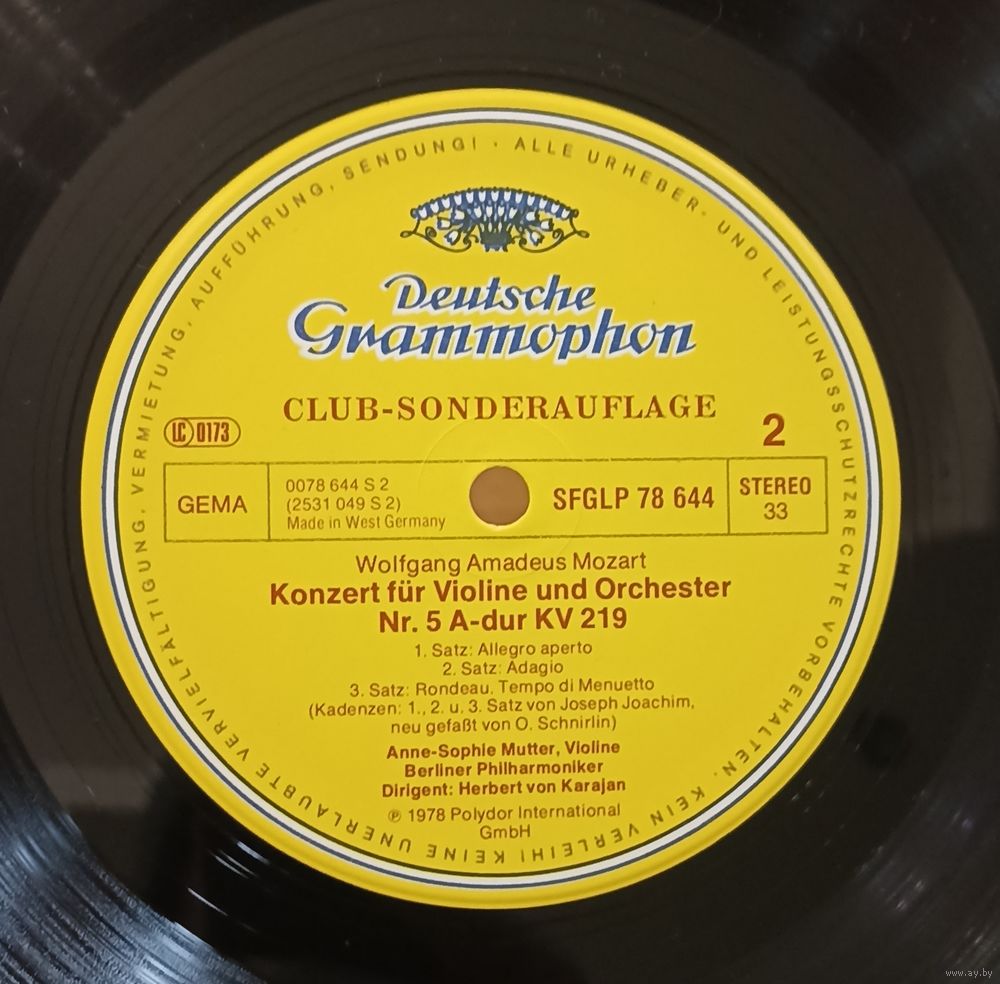 ALLE URHEBER- UND LEISTUNGSSCHUTZRECHTE VORBEHALTEN. KEIN VERLEIH! KEINE UNERLAUBTE VERVIELFÄLTIGUNG, VERMIETUNG, AUFFÜHRUNG, SENDUNG! ·
Deutsche
Grammophon
CLUB-SONDERAUFLAGE
LC 0173
2
GEMA
0078 644 S 2
(2531 049 S 2)
Made in West Germany
SFGLP 78 644
STEREO
33
Wolfgang Amadeus Mozart
Konzert für Violine und Orchester
Nr. 5 A-dur KV 219
1. Satz: Allegro aperto
2. Satz: Adagio
3. Satz: Rondeau. Tempo di Menuetto
(Kadenzen: 1., 2. u. 3. Satz von Joseph Joachim,
neu gefaßt von O. Schnirlin)
Anne-Sophie Mutter, Violine
Berliner Philharmoniker
Dirigent: Herbert von Karajan
℗ 1978 Polydor International
GmbH
www.ay.by